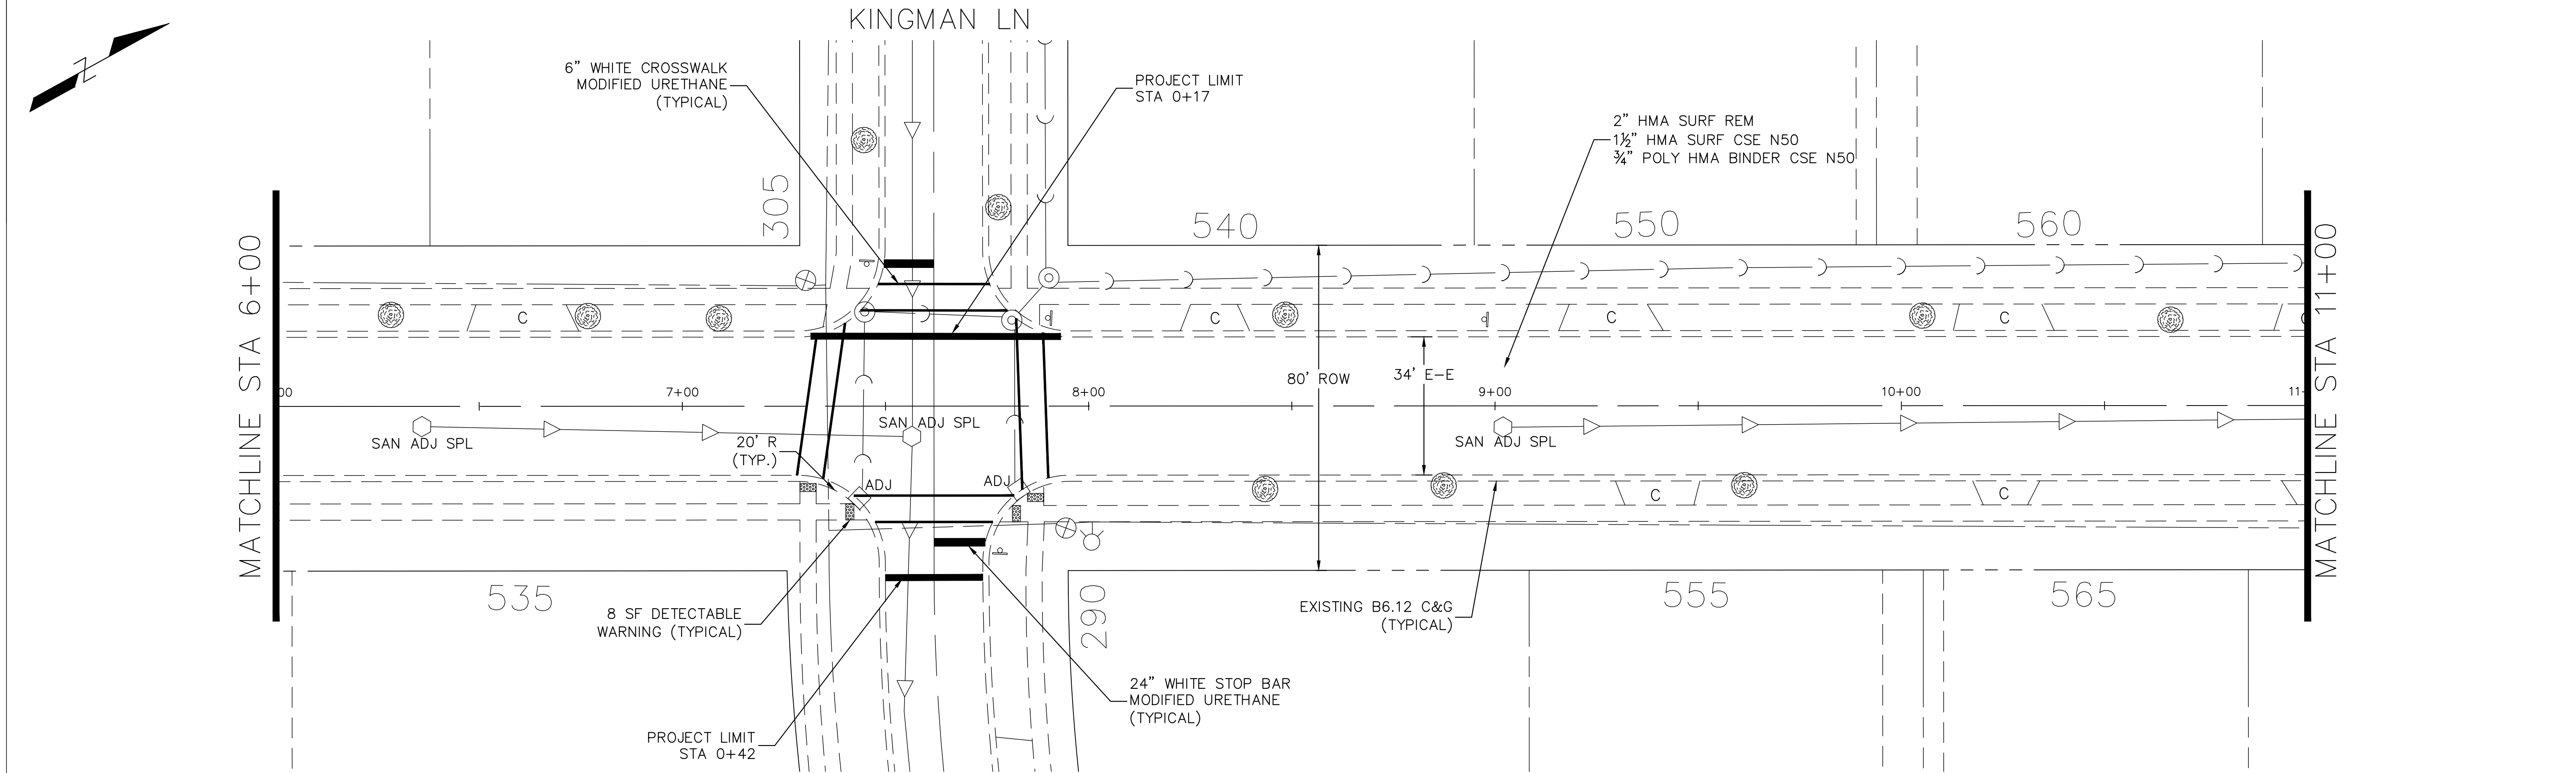 KINGMAN LN
Z
6” WHITE CROSSWALK
MODIFIED URETHANE
(TYPICAL)
PROJECT LIMIT
STA 0+17
2” HMA SURF REM
1½” HMA SURF CSE N50
¾” POLY HMA BINDER CSE N50
305
540
550
560
MATCHLINE STA 6+00
MATCHLINE STA 11+00
C
C
C
C
80' ROW
34' E-E
00
7+00
8+00
9+00
10+00
11
SAN ADJ SPL
SAN ADJ SPL
SAN ADJ SPL
20' R
(TYP.)
ADJ
ADJ
C
C
535
290
555
565
8 SF DETECTABLE
WARNING (TYPICAL)
EXISTING B6.12 C&G
(TYPICAL)
24” WHITE STOP BAR
MODIFIED URETHANE
(TYPICAL)
PROJECT LIMIT
STA 0+42